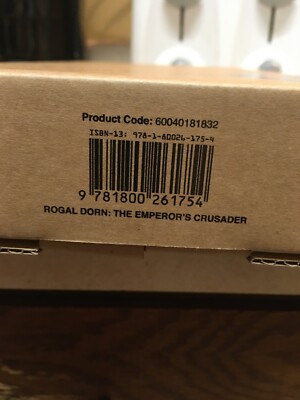 Product Code: 60040181832
ISBN-13: 978-1-80026-175-4
9 781800 261754
ROGAL DORN: THE EMPEROR'S CRUSADER